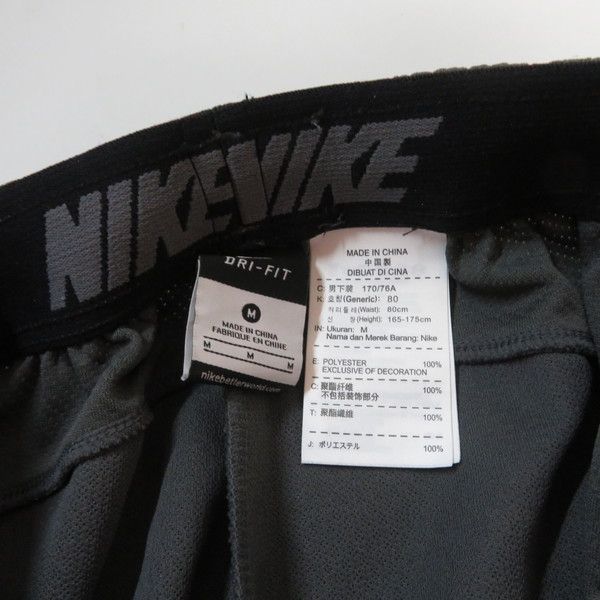 NIKE NIKE
DRI-FIT
M
MADE IN CHINA
FABRIQUÉ EN CHINE
M M M
nikebetterworld.com
MADE IN CHINA
中国製
DIBUAT DI CINA
C: 男下裝 170/76A
K: 호칭(Generic): 80
허리둘레(Waist): 80cm
신 장(Height): 165-175cm
IN: Ukuran: M
Nama dan Merek Barang: Nike
E: POLYESTER 100%
EXCLUSIVE OF DECORATION
C: 聚酯纤维 100%
不包括装饰部分
T: 聚酯纖維 100%
J: ポリエステル 100%